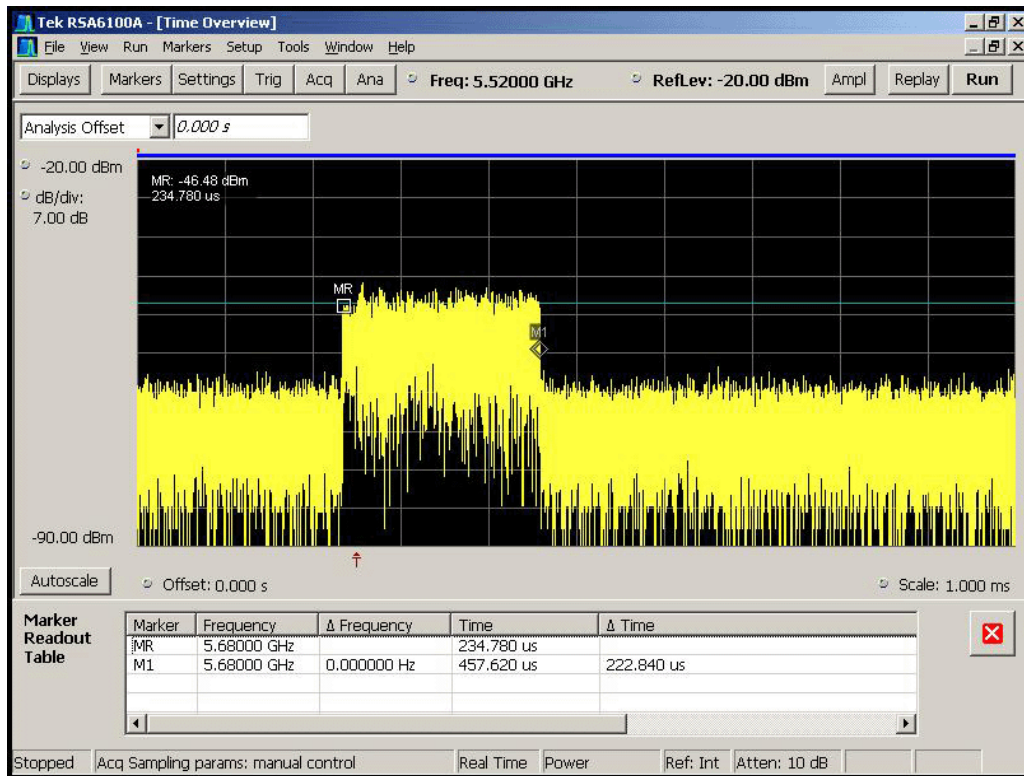 Tek RSA6100A - [Time Overview]
File View Run Markers Setup Tools Window Help
Displays Markers Settings Trig Acq Ana Freq: 5.52000 GHz RefLev: -20.00 dBm Ampl Replay Run
Analysis Offset 0.000 s
-20.00 dBm
dB/div:
7.00 dB
MR: -46.48 dBm
234.780 us
MR
M1
-90.00 dBm
Autoscale Offset: 0.000 s Scale: 1.000 ms
Marker Readout Table
Marker Frequency Δ Frequency Time Δ Time
MR 5.68000 GHz 234.780 us
M1 5.68000 GHz 0.000000 Hz 457.620 us 222.840 us
Stopped Acq Sampling params: manual control Real Time Power Ref: Int Atten: 10 dB